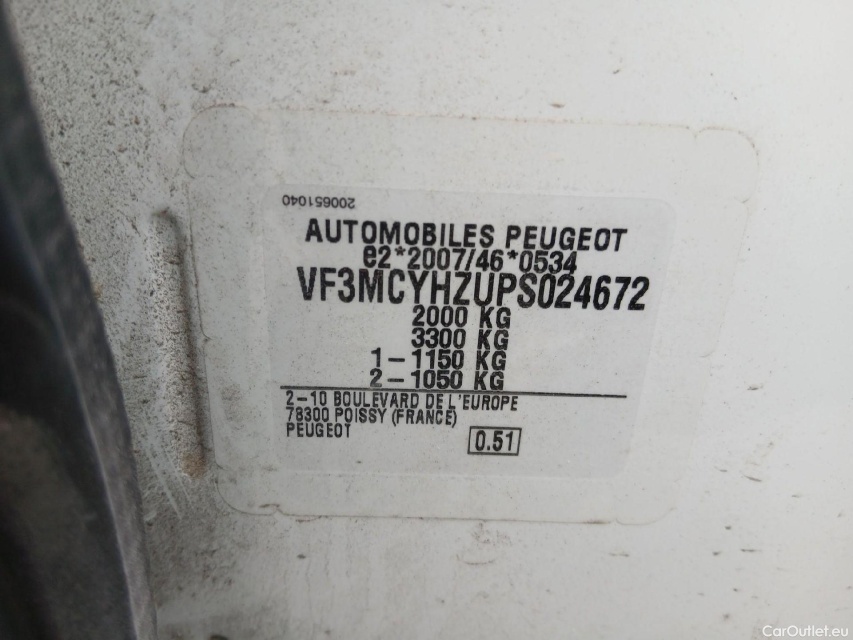 200651040
AUTOMOBILES PEUGEOT
e2*2007/46*0534
VF3MCYHZUPS024672
2000 KG
3300 KG
1-1150 KG
2-1050 KG
2-10 BOULEVARD DE L'EUROPE
78300 POISSY (FRANCE)
PEUGEOT
0.51
CarOutlet.eu